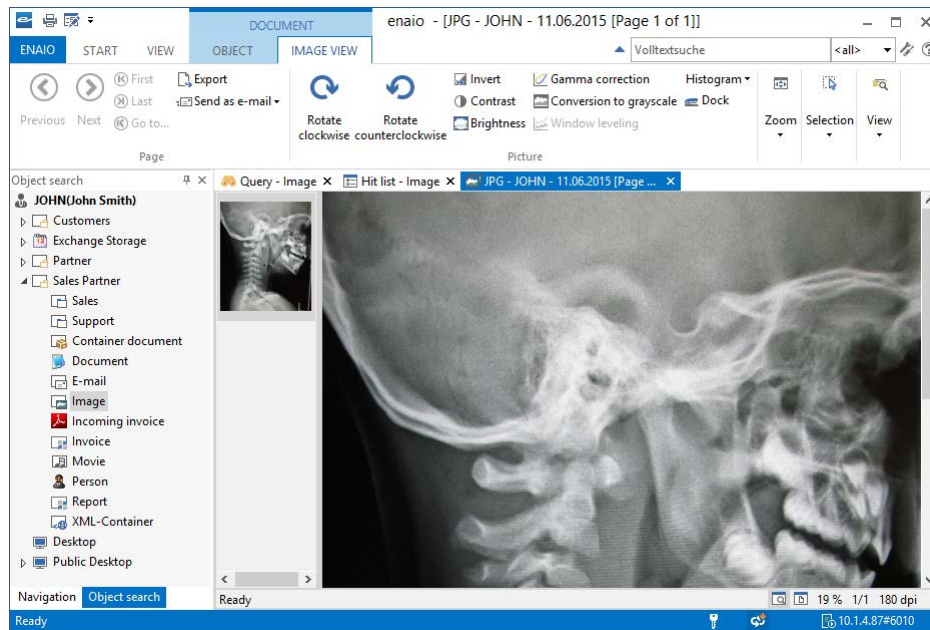 DOCUMENT
enaio - [JPG - JOHN - 11.06.2015 [Page 1 of 1]]
ENAIO START VIEW OBJECT IMAGE VIEW Volltextsuche <all>
First Export Invert Gamma correction Histogram
Last Send as e-mail Contrast Conversion to grayscale Dock
Previous Next Go to... Rotate clockwise Rotate counterclockwise Brightness Window leveling Zoom Selection View
Page Picture
Object search Query - Image Hit list - Image JPG - JOHN - 11.06.2015 [Page ...
JOHN(John Smith)
Customers
Exchange Storage
Partner
Sales Partner
Sales
Support
Container document
Document
E-mail
Image
Incoming invoice
Invoice
Movie
Person
Report
XML-Container
Desktop
Public Desktop
Navigation Object search Ready 19 % 1/1 180 dpi
Ready 10.1.4.87#6010